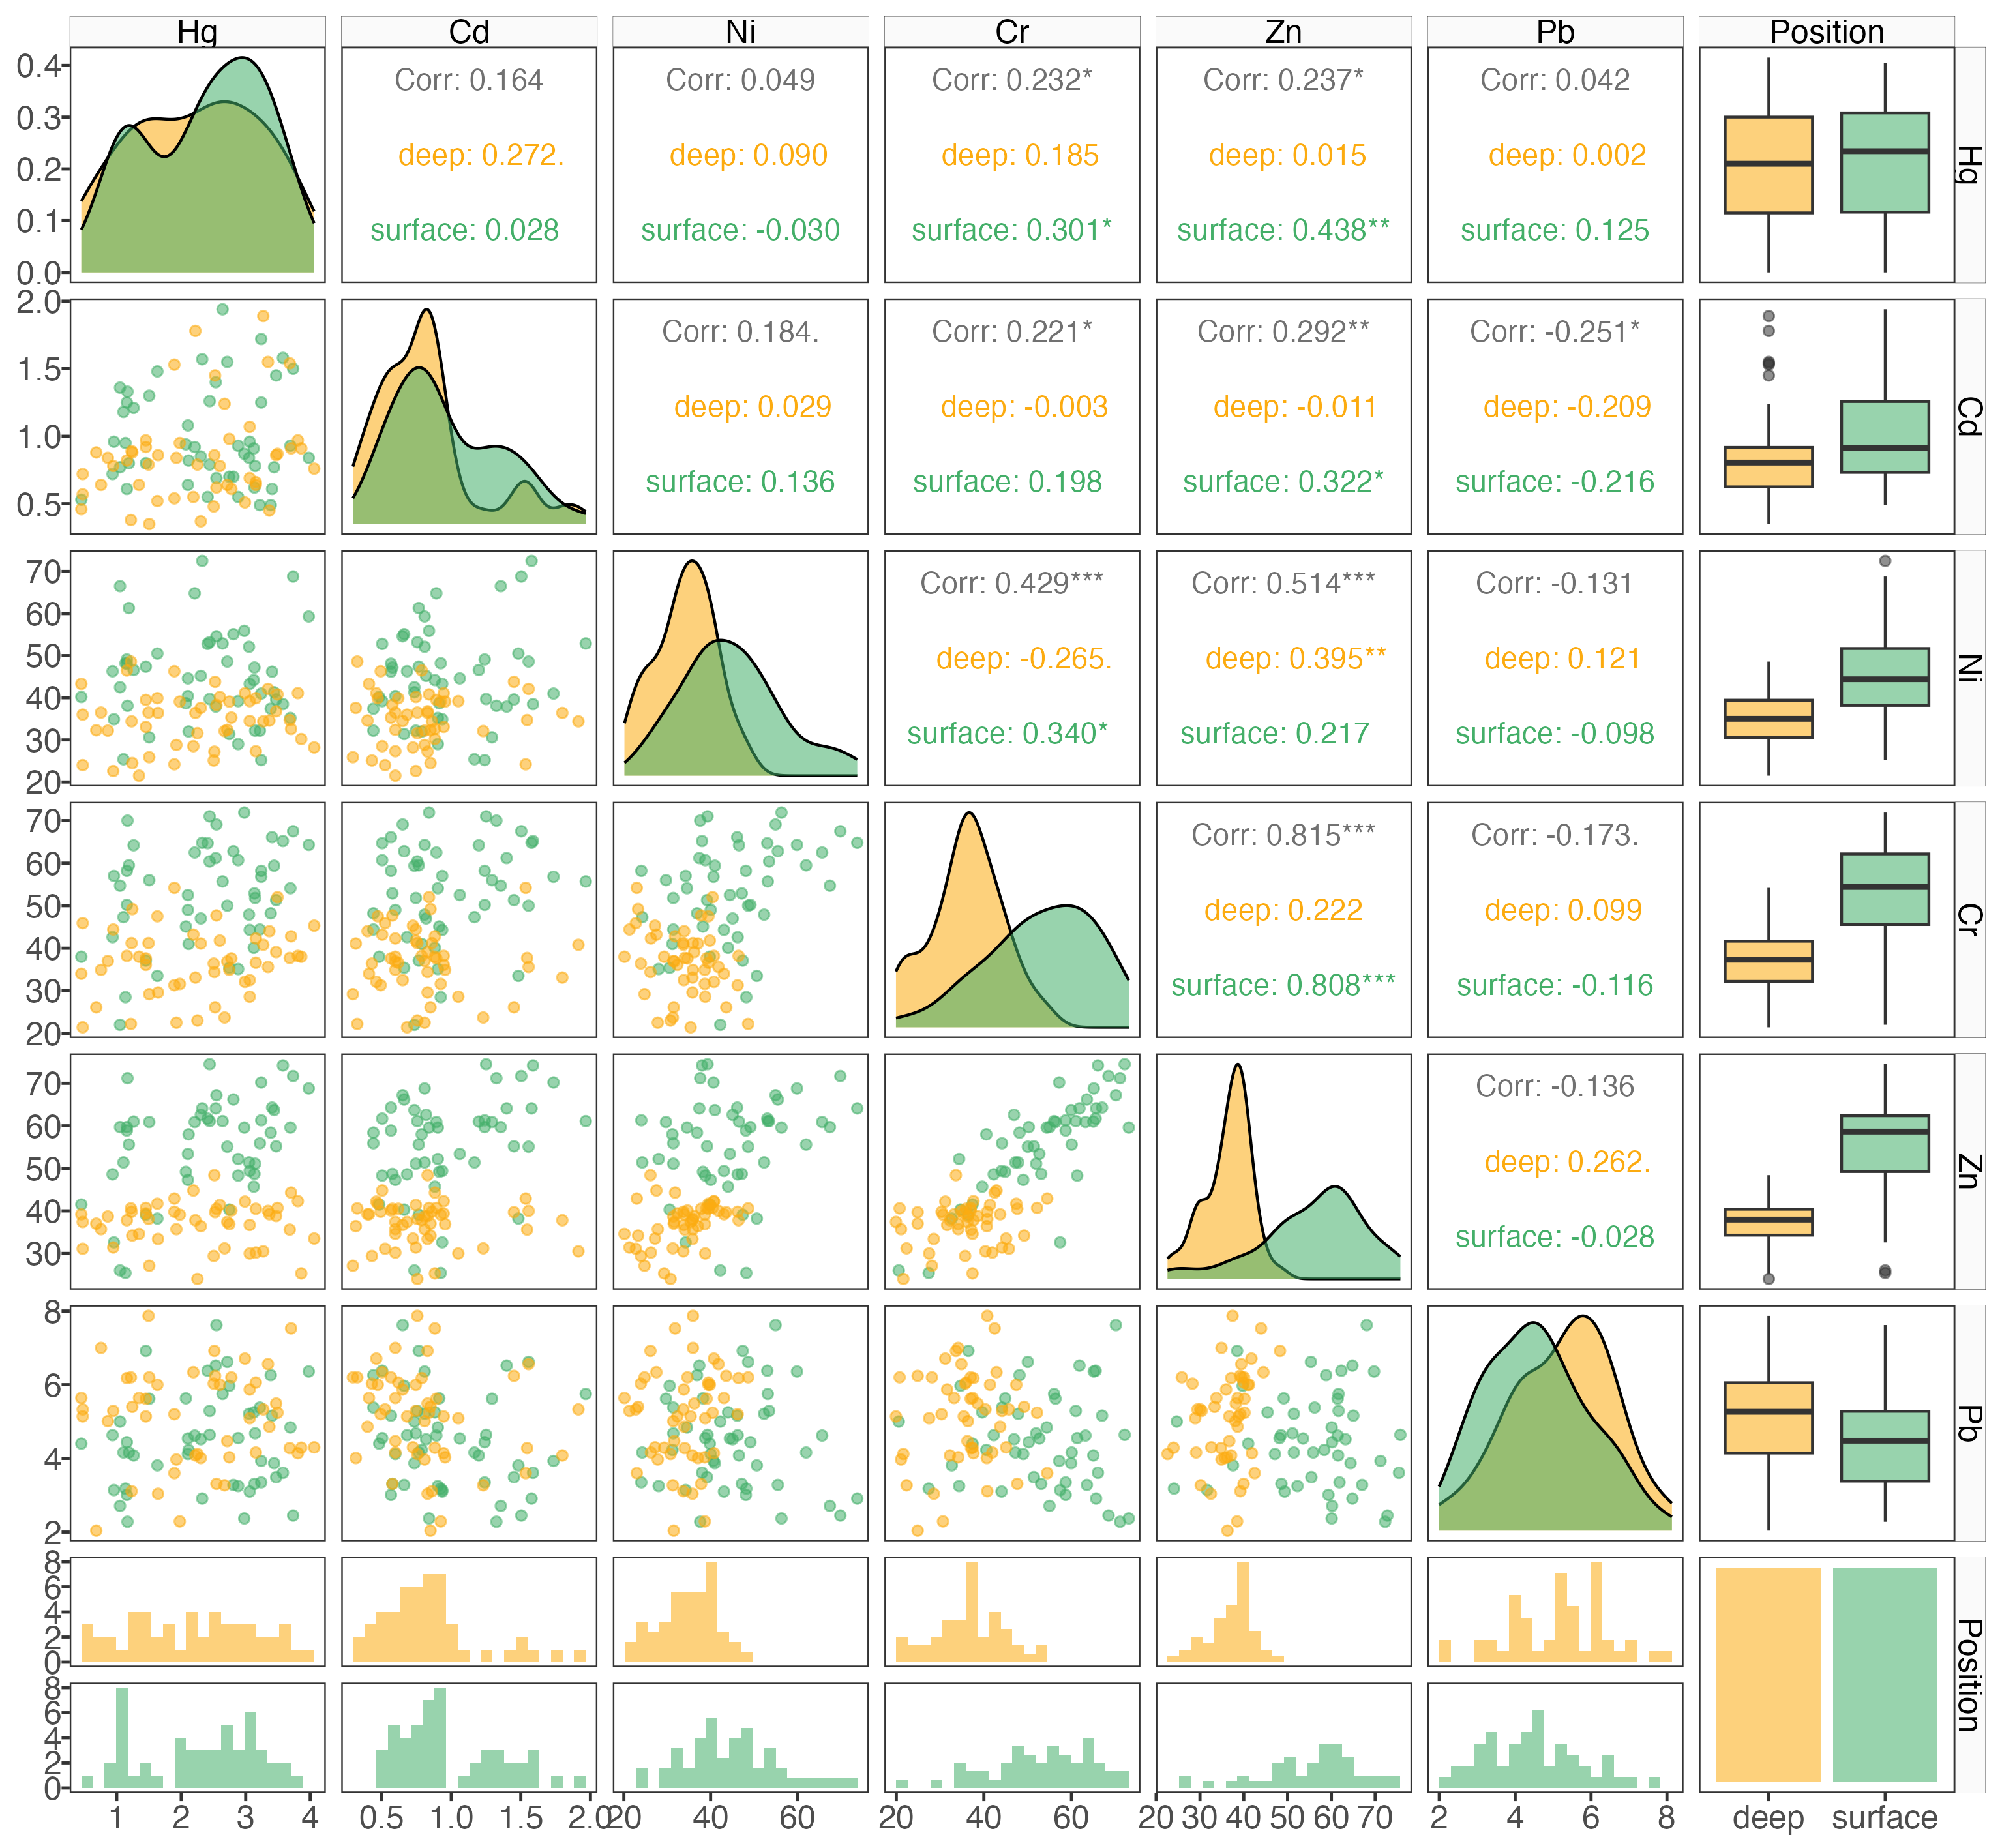 Hg Cd Ni Cr Zn Pb Position
0.4 Corr: 0.164 Corr: 0.049 Corr: 0.232* Corr: 0.237* Corr: 0.042
0.3
deep: 0.272. deep: 0.090 deep: 0.185 deep: 0.015 deep: 0.002 Hg
0.2
0.1 surface: 0.028 surface: -0.030 surface: 0.301* surface: 0.438** surface: 0.125
0.0
2.0
Corr: 0.184. Corr: 0.221* Corr: 0.292** Corr: -0.251*
1.5
deep: 0.029 deep: -0.003 deep: -0.011 deep: -0.209 Cd
1.0
surface: 0.136 surface: 0.198 surface: 0.322* surface: -0.216
0.5
70 Corr: 0.429*** Corr: 0.514*** Corr: -0.131
60
50 deep: -0.265. deep: 0.395** deep: 0.121 Ni
40
30 surface: 0.340* surface: 0.217 surface: -0.098
20
70 Corr: 0.815*** Corr: -0.173.
60
50 deep: 0.222 deep: 0.099 Cr
40
30 surface: 0.808*** surface: -0.116
20
70 Corr: -0.136
60
50 deep: 0.262. Zn
40
30 surface: -0.028
8
6
4 Pb
2
8
6
4
2
0
Position
8
6
4
2
0
1 2 3 4 0.5 1.0 1.5 2.0 20 40 60 20 40 60 20 30 40 50 60 70 2 4 6 8 deep surface